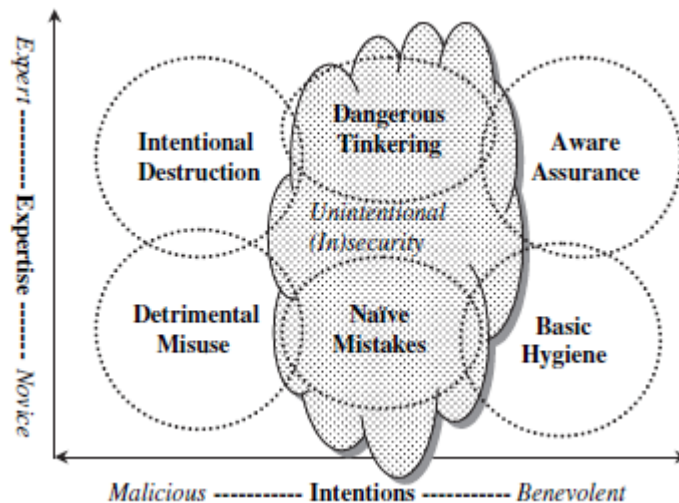 Expert
Dangerous
Tinkering
Intentional
Destruction
Aware
Assurance
Unintentional
(In)security
Expertise
Detrimental
Misuse
Naïve
Mistakes
Basic
Hygiene
Novice
Malicious ----------- Intentions ----------- Benevolent